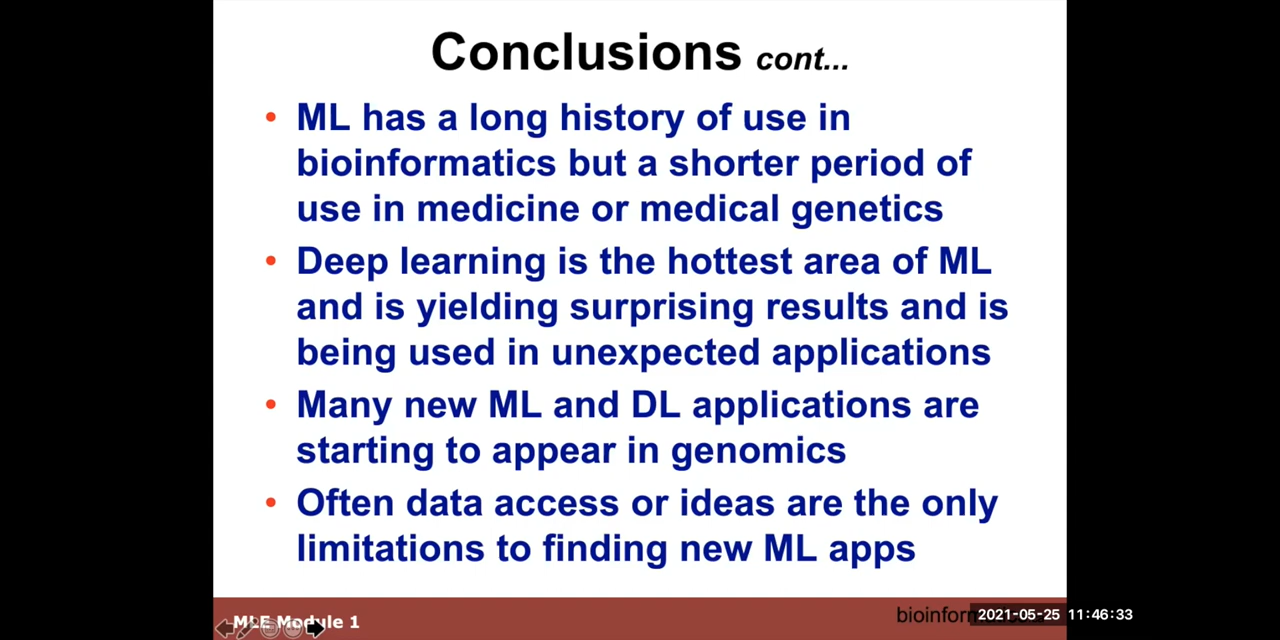 Conclusions cont...
• ML has a long history of use in
bioinformatics but a shorter period of
use in medicine or medical genetics
• Deep learning is the hottest area of ML
and is yielding surprising results and is
being used in unexpected applications
• Many new ML and DL applications are
starting to appear in genomics
• Often data access or ideas are the only
limitations to finding new ML apps
MLE Module 1
2021-05-25 11:46:33